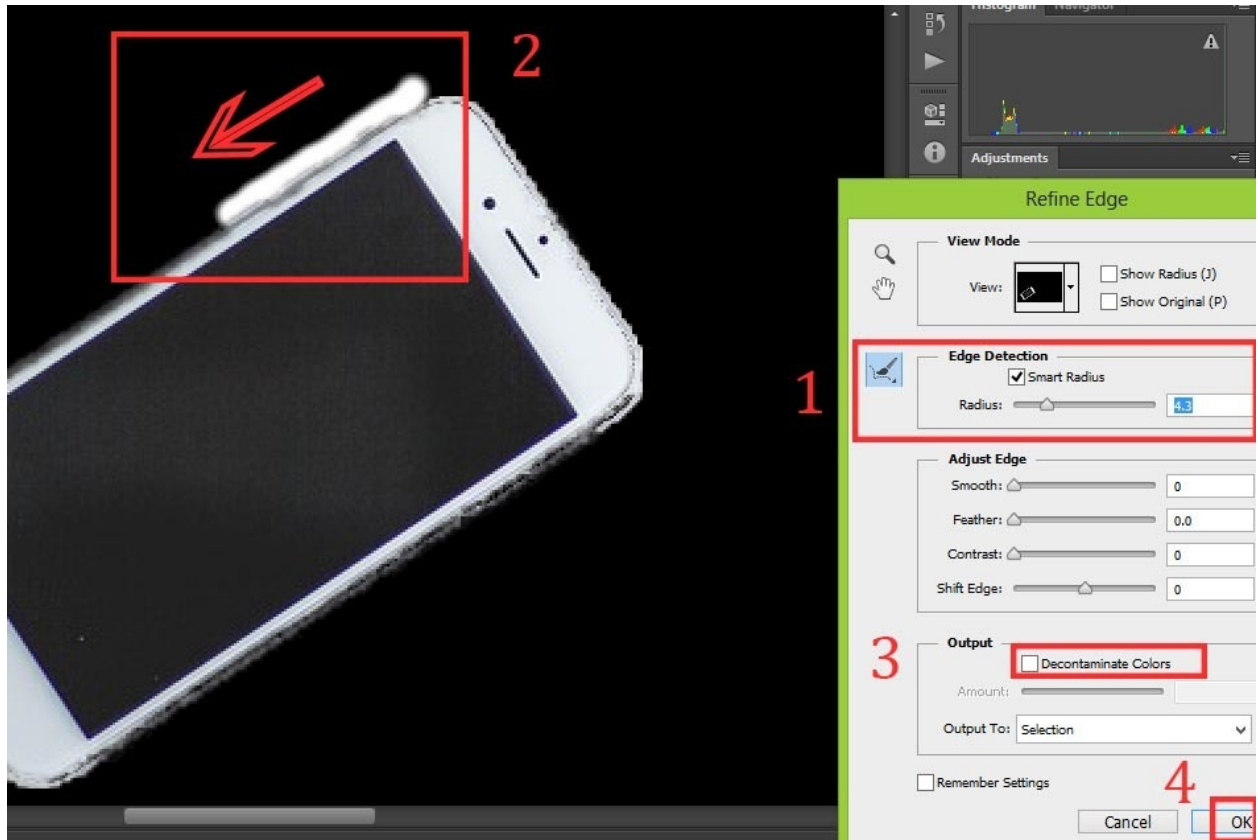 Histogram Navigator
Adjustments
2
Refine Edge
View Mode
View:
Show Radius (J)
Show Original (P)
1
Edge Detection
Smart Radius
Radius: 4.3
Adjust Edge
Smooth: 0
Feather: 0.0
Contrast: 0
Shift Edge: 0
3
Output
Decontaminate Colors
Amount:
Output To: Selection
Remember Settings
4
Cancel OK